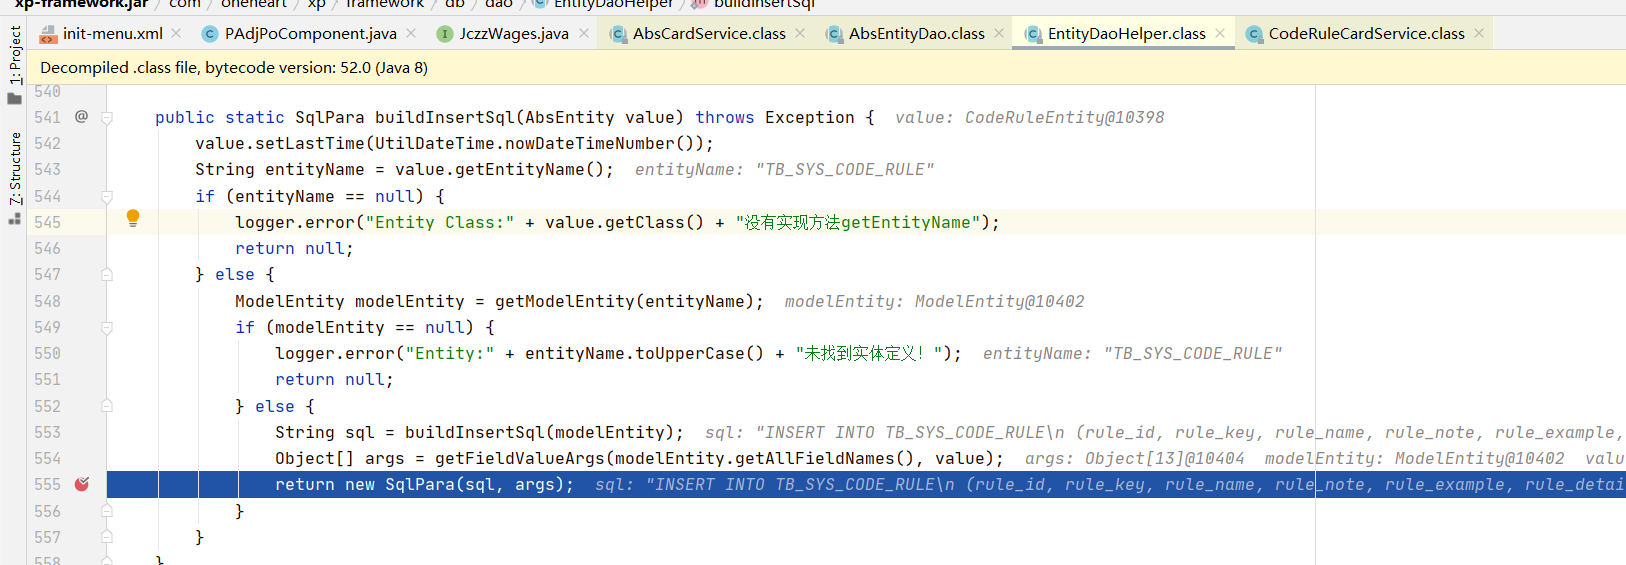 xp-framework.jar / com / oneheart / xp / framework / db / dao / EntityDaoHelper / buildInsertSql
init-menu.xml × PAdjPoComponent.java × JczzWages.java × AbsCardService.class × AbsEntityDao.class × EntityDaoHelper.class × CodeRuleCardService.class ×
1: Project
7: Structure
Decompiled .class file, bytecode version: 52.0 (Java 8)
540
541 @ public static SqlPara buildInsertSql(AbsEntity value) throws Exception { value: CodeRuleEntity@10398
542 value.setLastTime(UtilDateTime.nowDateTimeNumber());
543 String entityName = value.getEntityName(); entityName: "TB_SYS_CODE_RULE"
544 if (entityName == null) {
545 logger.error("Entity Class:" + value.getClass() + "没有实现方法getEntityName");
546 return null;
547 } else {
548 ModelEntity modelEntity = getModelEntity(entityName); modelEntity: ModelEntity@10402
549 if (modelEntity == null) {
550 logger.error("Entity:" + entityName.toUpperCase() + "未找到实体定义！"); entityName: "TB_SYS_CODE_RULE"
551 return null;
552 } else {
553 String sql = buildInsertSql(modelEntity); sql: "INSERT INTO TB_SYS_CODE_RULE\n (rule_id, rule_key, rule_name, rule_note, rule_example,
554 Object[] args = getFieldValueArgs(modelEntity.getAllFieldNames(), value); args: Object[13]@10404 modelEntity: ModelEntity@10402 valu
555 return new SqlPara(sql, args); sql: "INSERT INTO TB_SYS_CODE_RULE\n (rule_id, rule_key, rule_name, rule_note, rule_example, rule_detai
556 }
557 }
558 }